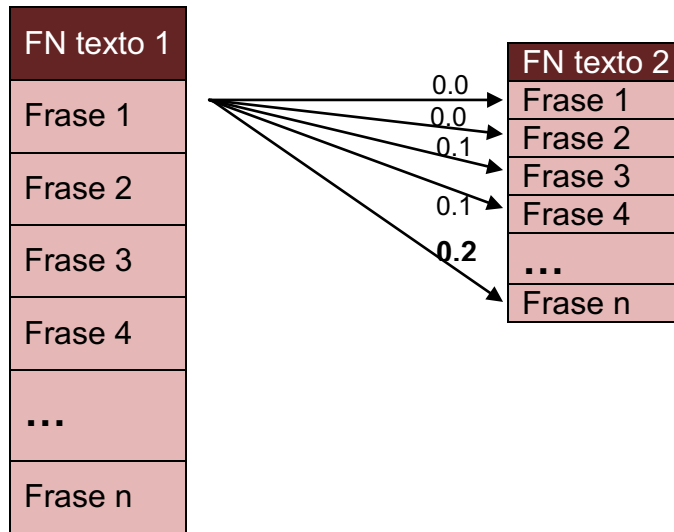 FN texto 1
Frase 1
Frase 2
Frase 3
Frase 4
...
Frase n
0.0
0.0
0.1
0.1
0.2
FN texto 2
Frase 1
Frase 2
Frase 3
Frase 4
...
Frase n